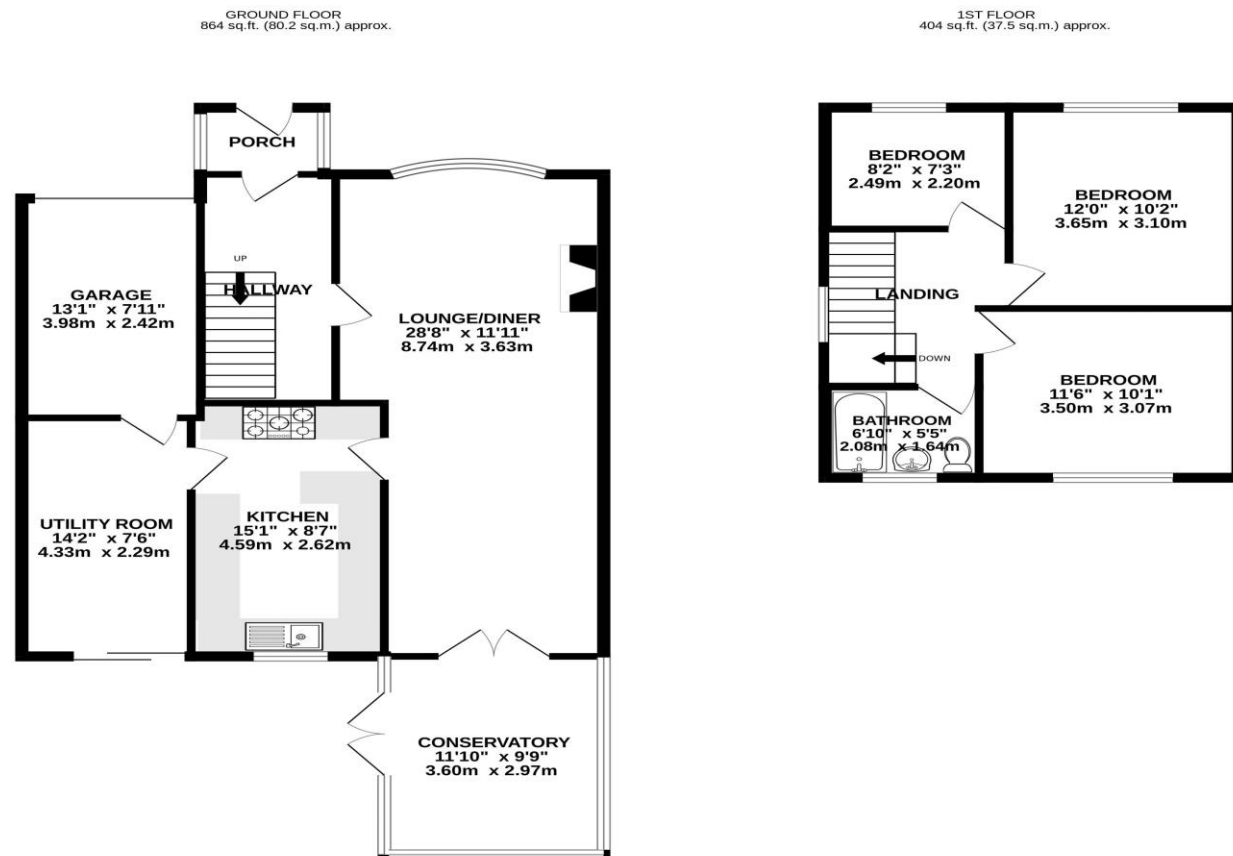 GROUND FLOOR
864 sq.ft. (80.2 sq.m.) approx.
PORCH
UP
HALLWAY
GARAGE
13'1" x 7'11"
3.98m x 2.42m
LOUNGE/DINER
28'8" x 11'11"
8.74m x 3.63m
UTILITY ROOM
14'2" x 7'6"
4.33m x 2.29m
KITCHEN
15'1" x 8'7"
4.59m x 2.62m
CONSERVATORY
11'10" x 9'9"
3.60m x 2.97m
1ST FLOOR
404 sq.ft. (37.5 sq.m.) approx.
BEDROOM
8'2" x 7'3"
2.49m x 2.20m
BEDROOM
12'0" x 10'2"
3.65m x 3.10m
LANDING
DOWN
BEDROOM
11'6" x 10'1"
3.50m x 3.07m
BATHROOM
6'10" x 5'5"
2.08m x 1.64m